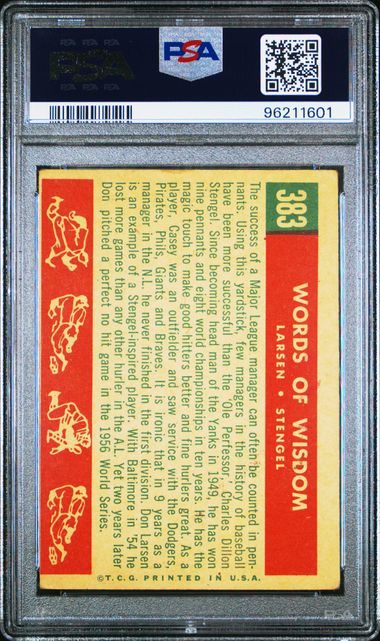 PSA
PSA
96211601
383
WORDS OF WISDOM
LARSEN • STENGEL
The success of a Major League manager can often be counted in pen-
nants. Using this yardstick, few managers in the history of baseball
have been more successful than the 'Ole Perfessor,' Charles Dillon
Stengel. Since becoming head man of the Yanks in 1949, he has won
nine pennants and eight world championships in ten years. He has the
magic touch to make good hitters better and fine hurlers great. As a
player, Casey was an outfielder and saw service with the Dodgers,
Pirates, Phils, Giants and Braves. It is ironic that in 9 years as a
manager in the N.L. he never finished in the first division. Don Larsen
is an example of a Stengel-inspired player. With Baltimore in '54 he
lost more games than any other hurler in the A.L. Yet two years later
Don pitched a perfect no hit game in the 1956 World Series.
©T.C.G. PRINTED IN U.S.A.
PSA